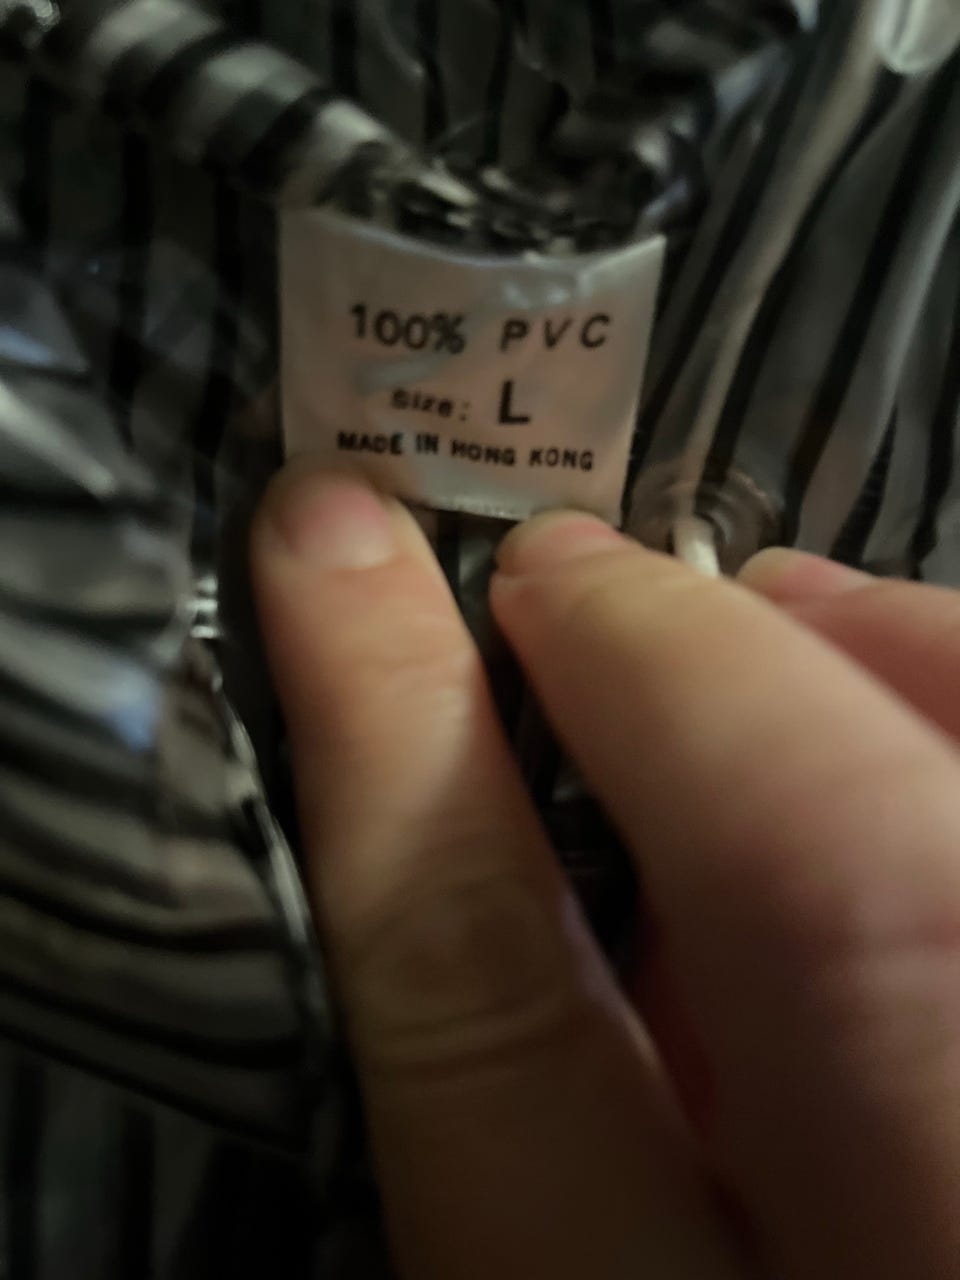 100% PVC
Size: L
MADE IN HONG KONG